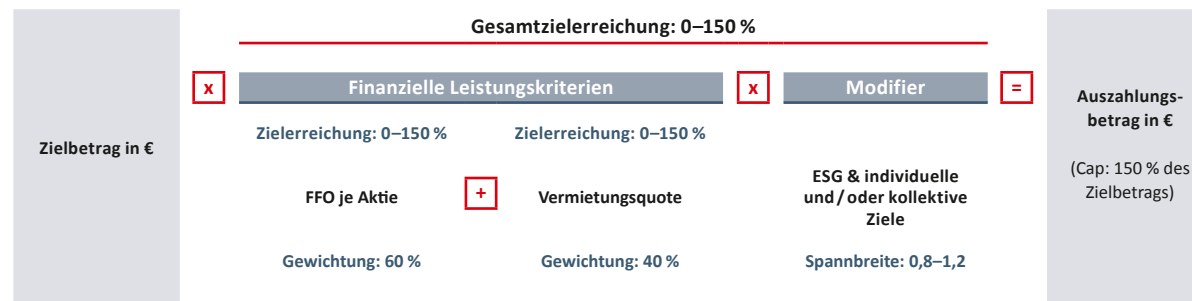 Gesamtzielerreichung: 0–150 %
x
Finanzielle Leistungskriterien
x
Modifier
=
Zielbetrag in €
Zielerreichung: 0–150 %
Zielerreichung: 0–150 %
FFO je Aktie
+
Vermietungsquote
ESG & individuelle
und / oder kollektive
Ziele
Gewichtung: 60 %
Gewichtung: 40 %
Spannbreite: 0,8–1,2
Auszahlungs-
betrag in €
(Cap: 150 % des
Zielbetrags)